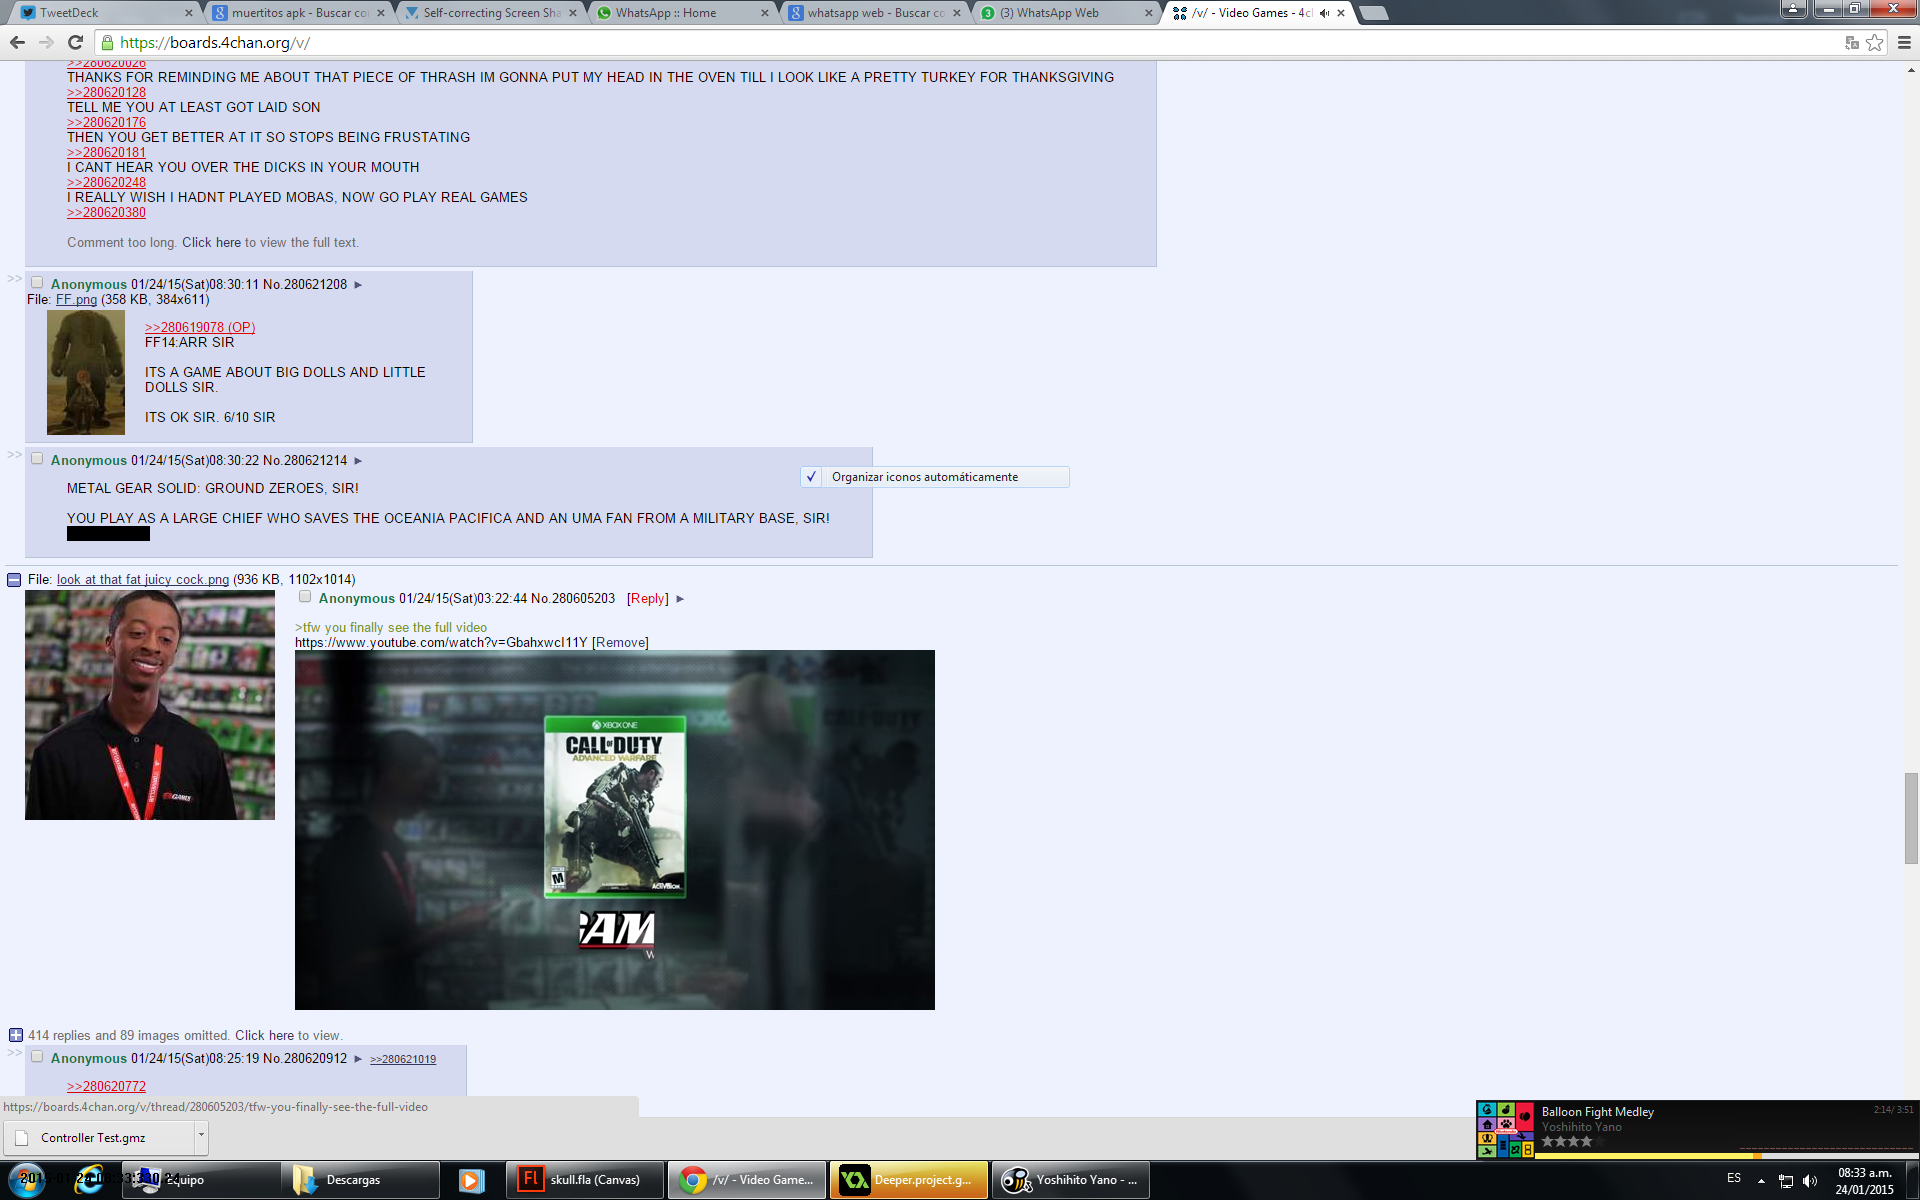 TweetDeck
muertitos apk - Buscar co
Self-correcting Screen Sha
WhatsApp :: Home
whatsapp web - Buscar co
(3) WhatsApp Web
/v/ - Video Games - 4cl
https://boards.4chan.org/v/
>>280620026
THANKS FOR REMINDING ME ABOUT THAT PIECE OF THRASH IM GONNA PUT MY HEAD IN THE OVEN TILL I LOOK LIKE A PRETTY TURKEY FOR THANKSGIVING
>>280620128
TELL ME YOU AT LEAST GOT LAID SON
>>280620176
THEN YOU GET BETTER AT IT SO STOPS BEING FRUSTATING
>>280620181
I CANT HEAR YOU OVER THE DICKS IN YOUR MOUTH
>>280620248
I REALLY WISH I HADNT PLAYED MOBAS, NOW GO PLAY REAL GAMES
>>280620380
Comment too long. Click here to view the full text.
>> Anonymous 01/24/15(Sat)08:30:11 No.280621208 ►
File: FF.png (358 KB, 384x611)
>>280619078 (OP)
FF14:ARR SIR
ITS A GAME ABOUT BIG DOLLS AND LITTLE
DOLLS SIR.
ITS OK SIR. 6/10 SIR
>> Anonymous 01/24/15(Sat)08:30:22 No.280621214 ►
METAL GEAR SOLID: GROUND ZEROES, SIR!
✓ Organizar iconos automáticamente
YOU PLAY AS A LARGE CHIEF WHO SAVES THE OCEANIA PACIFICA AND AN UMA FAN FROM A MILITARY BASE, SIR!
File: look at that fat juicy cock.png (936 KB, 1102x1014)
Anonymous 01/24/15(Sat)03:22:44 No.280605203 [Reply] ►
>tfw you finally see the full video
https://www.youtube.com/watch?v=GbahxwcI11Y [Remove]
XBOX ONE
CALL OF DUTY
ADVANCED WARFARE
M
ACTIVISION
GAM
W
CALL OF DUTY
GAMES
414 replies and 89 images omitted. Click here to view.
>> Anonymous 01/24/15(Sat)08:25:19 No.280620912 ► >>280621019
>>280620772
https://boards.4chan.org/v/thread/280605203/tfw-you-finally-see-the-full-video
Controller Test.gmz
Balloon Fight Medley
2:14/ 3:51
Yoshihito Yano
Equipo
Descargas
Fl
skull.fla (Canvas)
/v/ - Video Game...
Deeper.project.g...
Yoshihito Yano - ...
ES
08:33 a.m.
24/01/2015